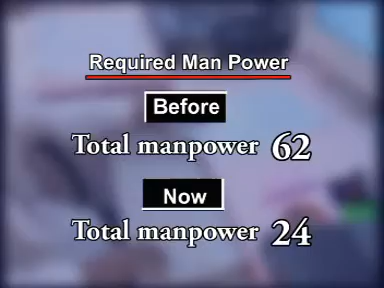 Required Man Power
Before
Total manpower 62
Now
Total manpower 24